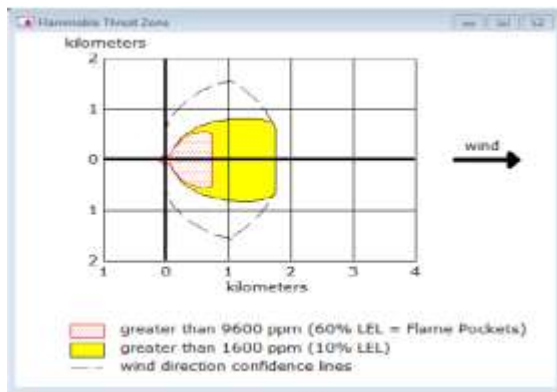 Flammable Threat Zone
kilometers
2
1
wind
0
1
2
1 0 1 2 3 4
kilometers
greater than 9600 ppm (60% LEL = Flame Pockets)
greater than 1600 ppm (10% LEL)
wind direction confidence lines